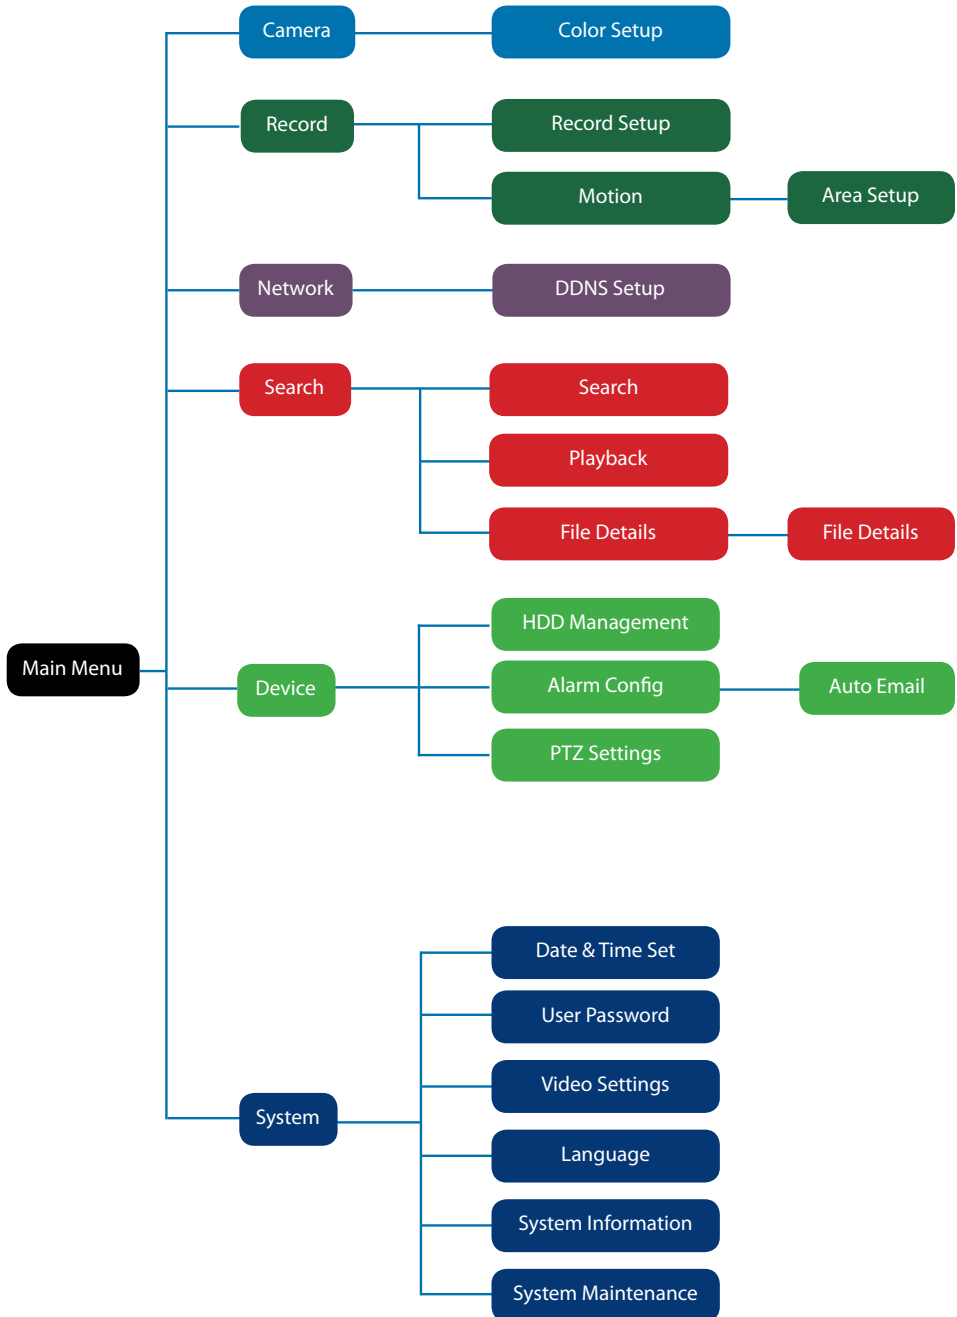 Camera
Color Setup
Record
Record Setup
Motion
Area Setup
Network
DDNS Setup
Search
Search
Playback
File Details
File Details
Main Menu
Device
HDD Management
Alarm Config
Auto Email
PTZ Settings
System
Date & Time Set
User Password
Video Settings
Language
System Information
System Maintenance